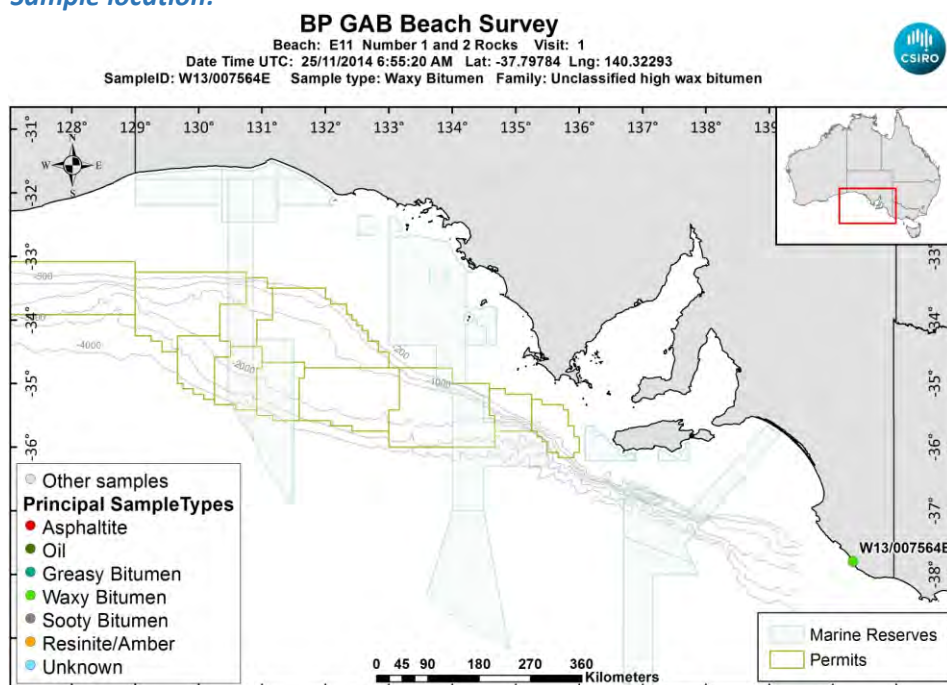 Sample location:
BP GAB Beach Survey
Beach: E11 Number 1 and 2 Rocks Visit: 1
Date Time UTC: 25/11/2014 6:55:20 AM Lat: -37.79784 Lng: 140.32293
SampleID: W13/007564E Sample type: Waxy Bitumen Family: Unclassified high wax bitumen
CSIRO
128° 129° 130° 131° 132° 133° 134° 135° 136° 137° 138° 139
-31°
-32°
-33°
-34°
-35°
-36°
-37°
-38°
N
W E
S
-200
-1000
-2000
-4000
-33°
-34°
-35°
-36°
-37°
-38°
W13/007564E
Other samples
Principal SampleTypes
Asphaltite
Oil
Greasy Bitumen
Waxy Bitumen
Sooty Bitumen
Resinite/Amber
Unknown
0 45 90 180 270 360
Kilometers
Marine Reserves
Permits